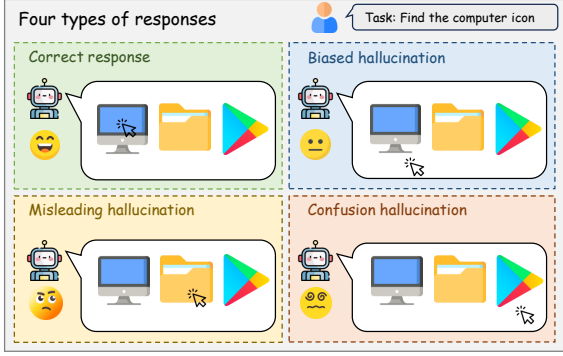 Four types of responses
Task: Find the computer icon
Correct response
Biased hallucination
Misleading hallucination
Confusion hallucination